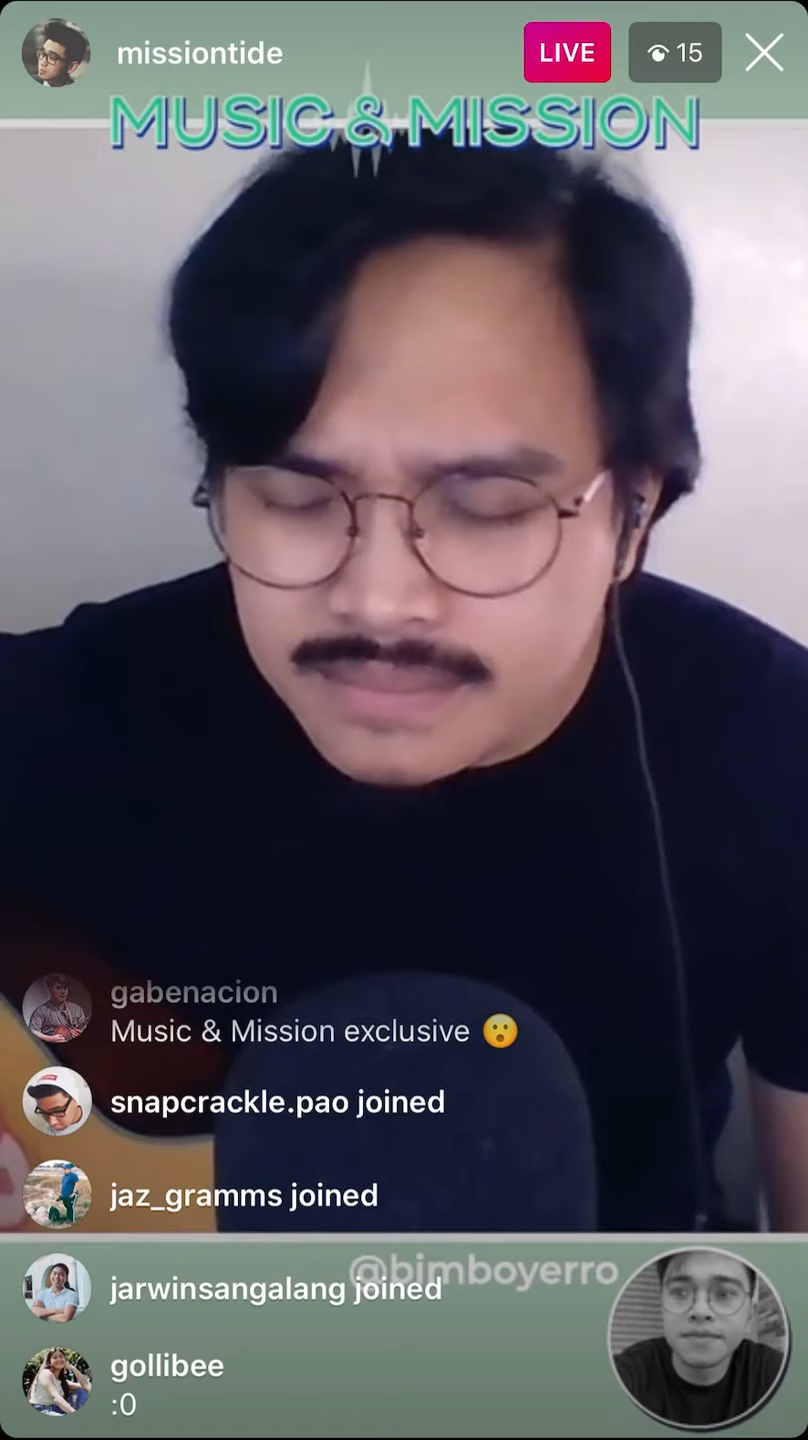 missiontide
LIVE
15
MUSIC & MISSION
gabenacion
Music & Mission exclusive 😮
snapcrackle.pao joined
jaz_gramms joined
@bimboyerro
jarwinsangalang joined
gollibee
:0